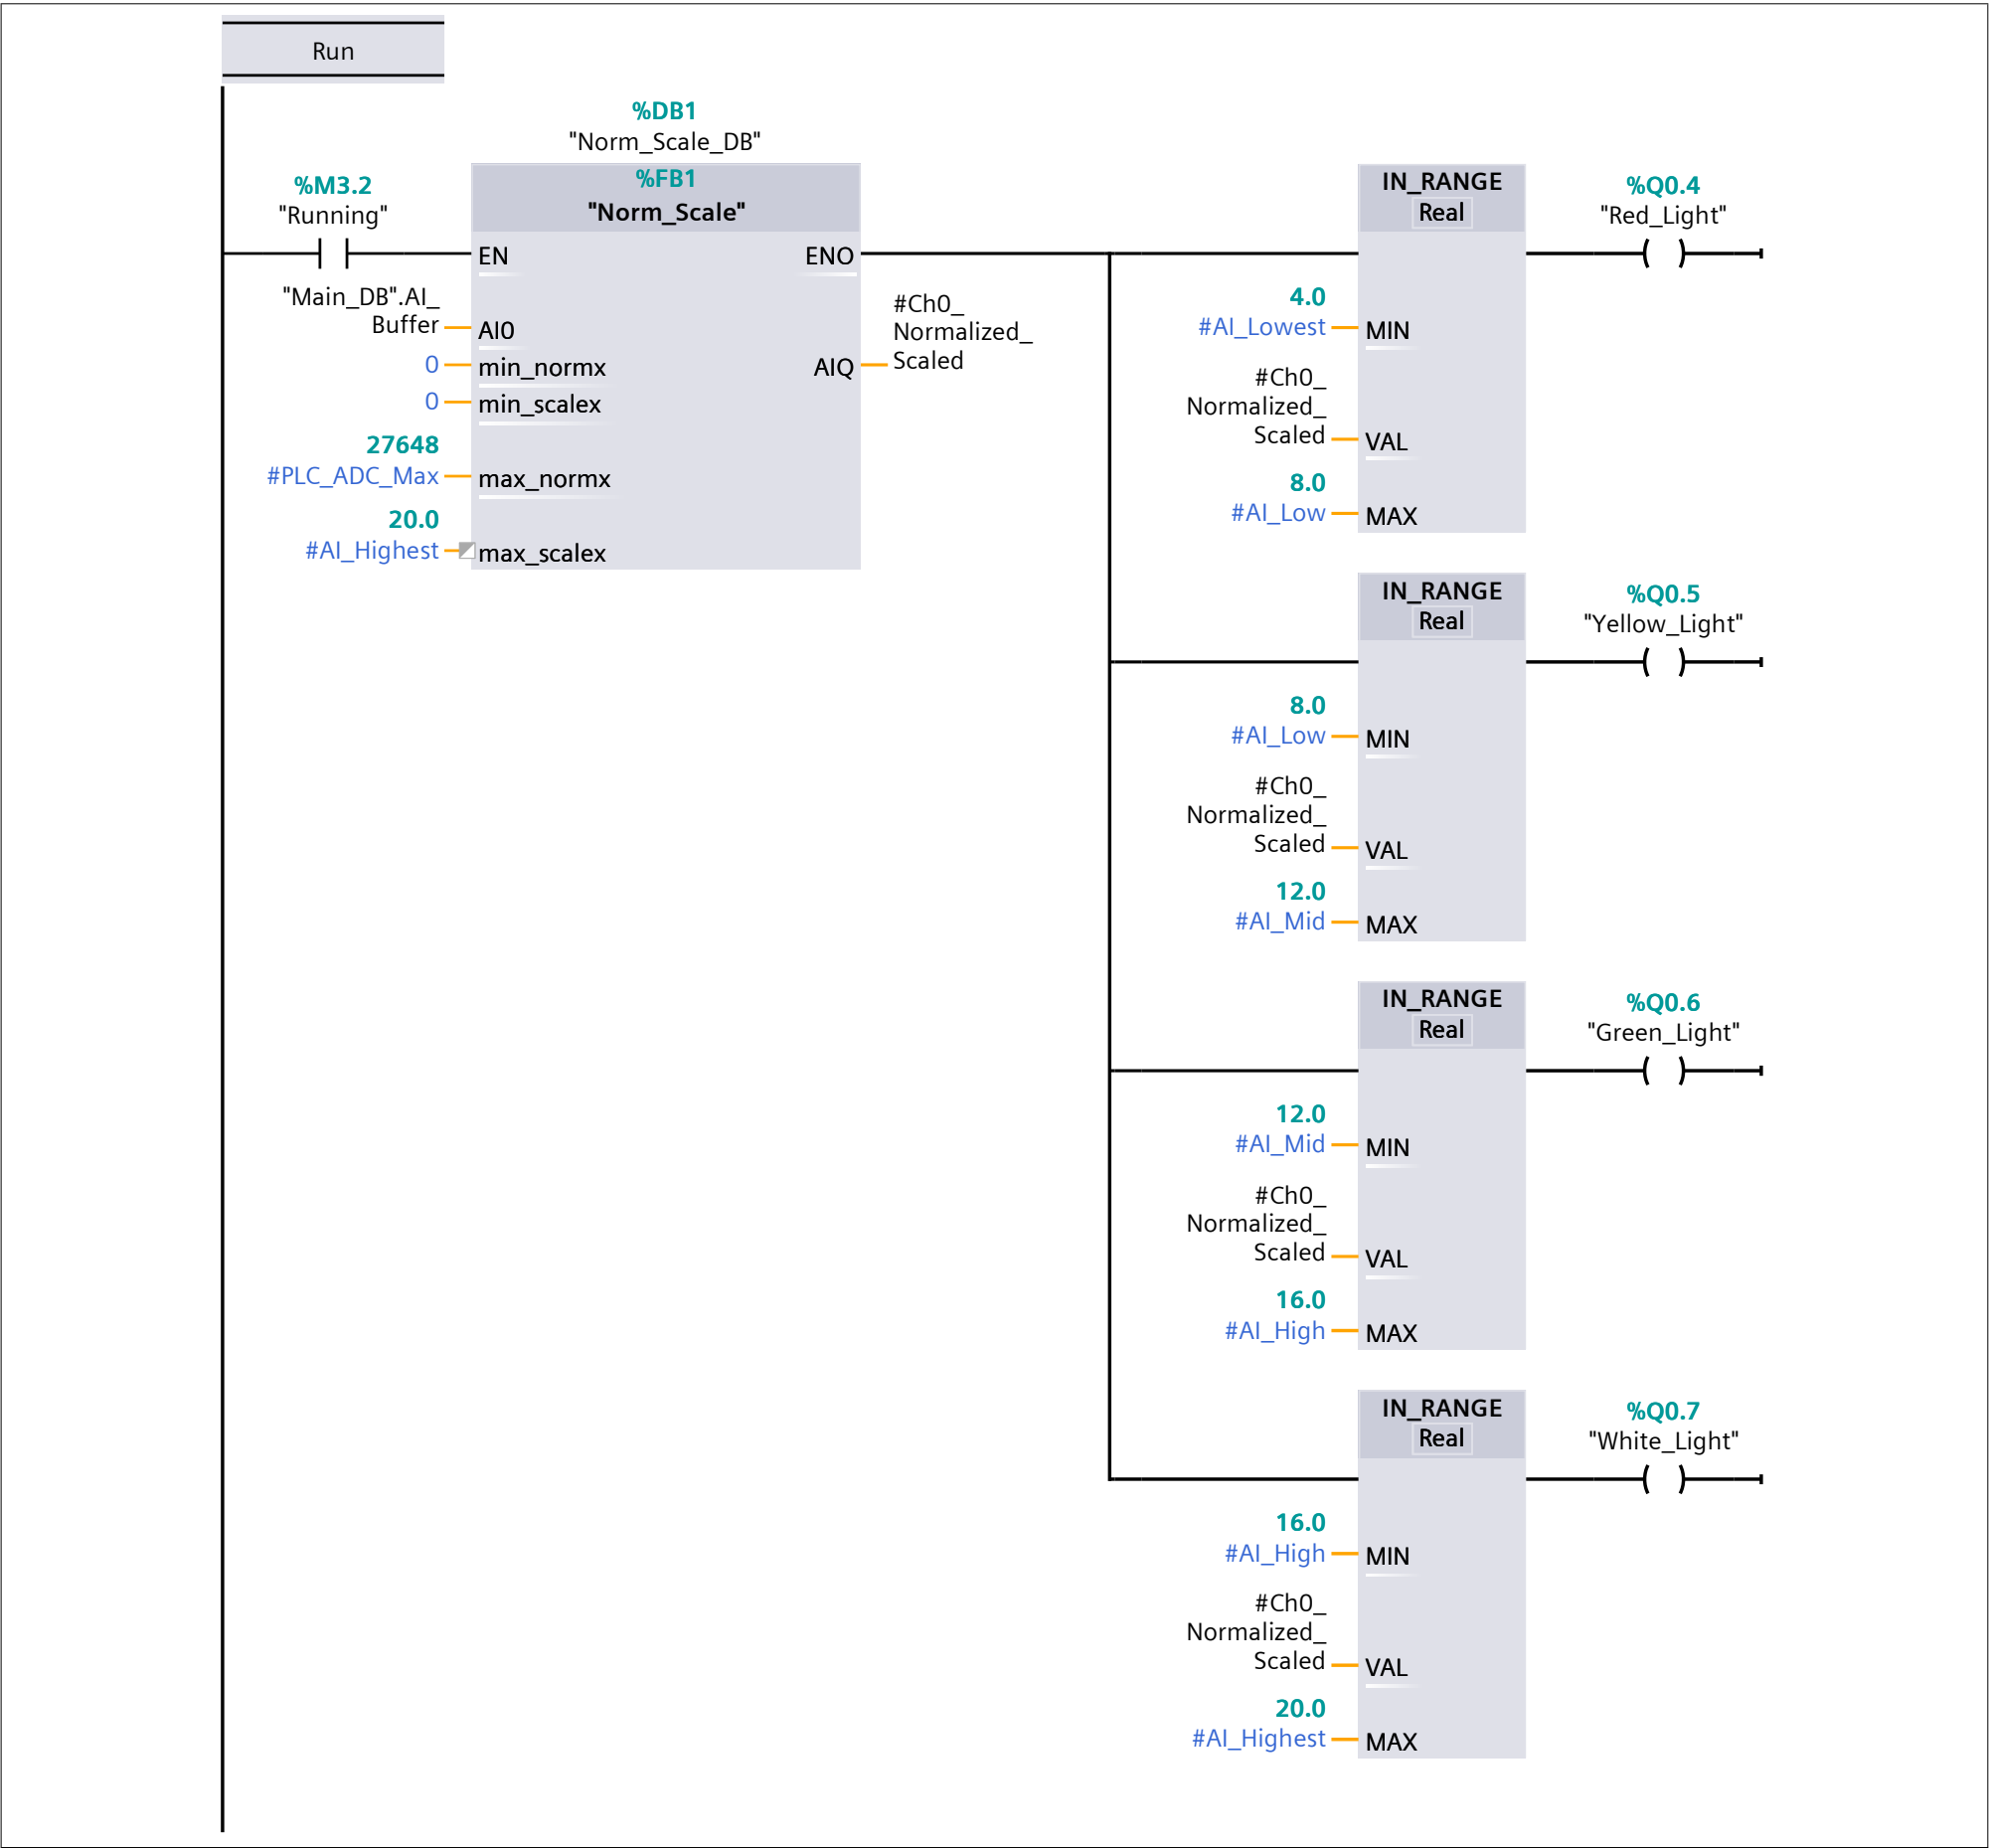 Run
%DB1
"Norm_Scale_DB"
%M3.2
"Running"
%FB1
"Norm_Scale"
EN
ENO
"Main_DB".AI_
Buffer
AI0
0
min_normx
0
min_scalex
27648
#PLC_ADC_Max
max_normx
20.0
#AI_Highest
max_scalex
AIQ
#Ch0_
Normalized_
Scaled
IN_RANGE
Real
%Q0.4
"Red_Light"
4.0
#AI_Lowest
MIN
#Ch0_
Normalized_
Scaled
VAL
8.0
#AI_Low
MAX
IN_RANGE
Real
%Q0.5
"Yellow_Light"
8.0
#AI_Low
MIN
#Ch0_
Normalized_
Scaled
VAL
12.0
#AI_Mid
MAX
IN_RANGE
Real
%Q0.6
"Green_Light"
12.0
#AI_Mid
MIN
#Ch0_
Normalized_
Scaled
VAL
16.0
#AI_High
MAX
IN_RANGE
Real
%Q0.7
"White_Light"
16.0
#AI_High
MIN
#Ch0_
Normalized_
Scaled
VAL
20.0
#AI_Highest
MAX